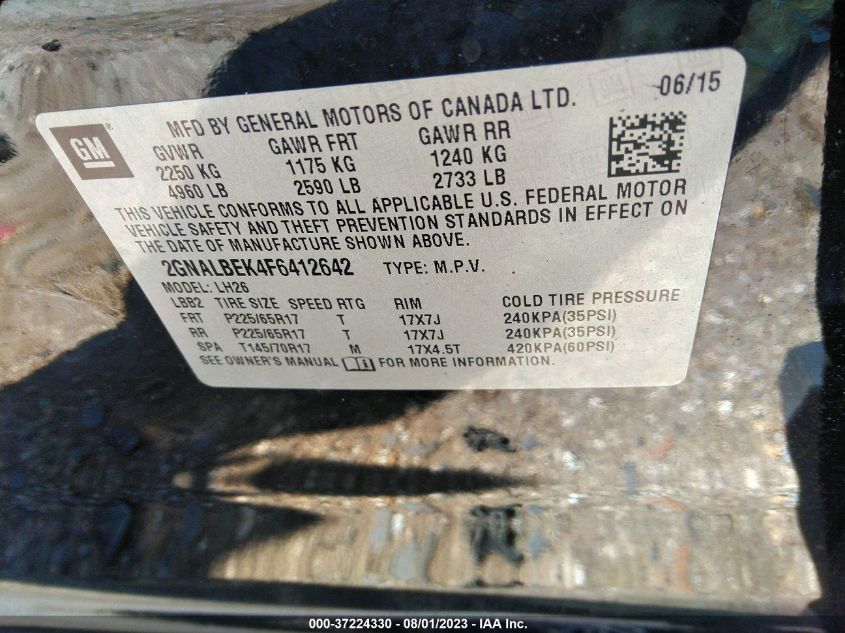 06/15
GM
MFD BY GENERAL MOTORS OF CANADA LTD.
GVWR GAWR FRT GAWR RR
2250 KG 1175 KG 1240 KG
4960 LB 2590 LB 2733 LB
THIS VEHICLE CONFORMS TO ALL APPLICABLE U.S. FEDERAL MOTOR
VEHICLE SAFETY AND THEFT PREVENTION STANDARDS IN EFFECT ON
THE DATE OF MANUFACTURE SHOWN ABOVE.
2GNALBEK4F6412642 TYPE: M.P.V.
MODEL: LH26
LBB2 TIRE SIZE SPEED RTG RIM COLD TIRE PRESSURE
FRT P225/65R17 T 17X7J 240KPA(35PSI)
RR P225/65R17 T 17X7J 240KPA(35PSI)
SPA T145/70R17 M 17X4.5T 420KPA(60PSI)
SEE OWNER'S MANUAL FOR MORE INFORMATION.
000-37224330 - 08/01/2023 - IAA Inc.